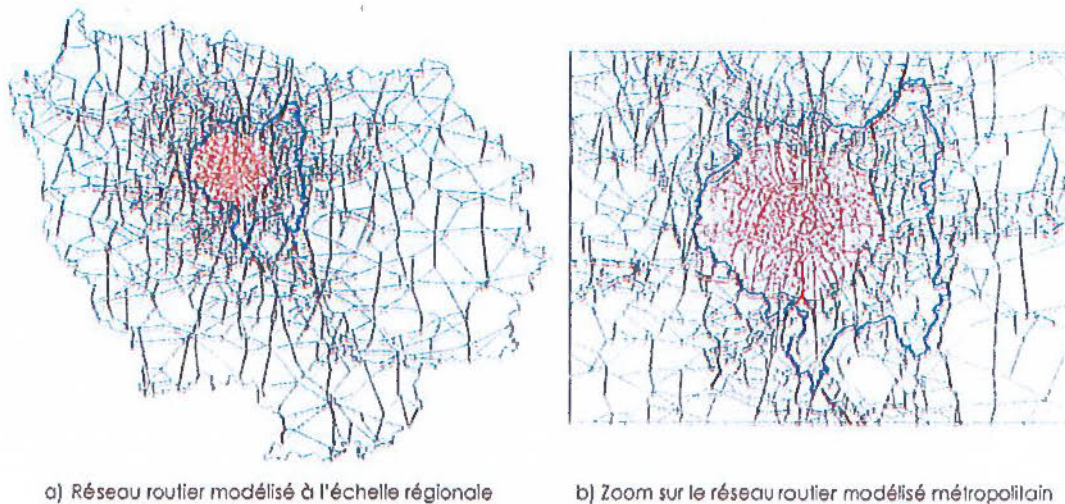 a) Réseau routier modélisé à l'échelle régionale
b) Zoom sur le réseau routier modélisé métropolitain